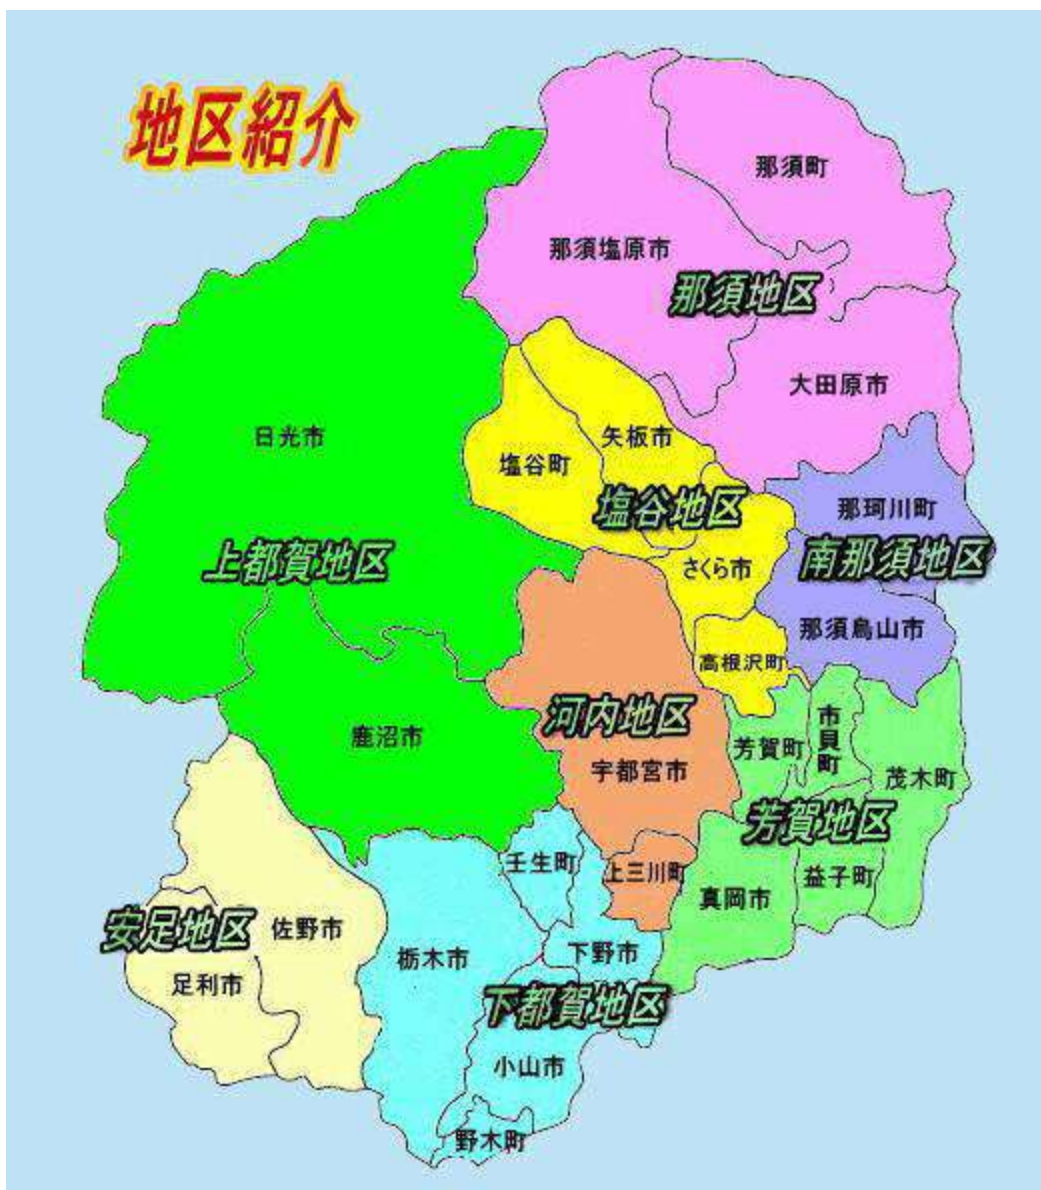 地区紹介
那須町
那須塩原市
那須地区
大田原市
日光市
矢板市
塩谷町
塩谷地区
那珂川町
上都賀地区
さくら市
南那須地区
那須烏山市
高根沢町
河内地区
鹿沼市
芳賀町
市貝町
宇都宮市
茂木町
芳賀地区
壬生町
上三川町
益子町
真岡市
安足地区
佐野市
栃木市
下野市
足利市
下都賀地区
小山市
野木町